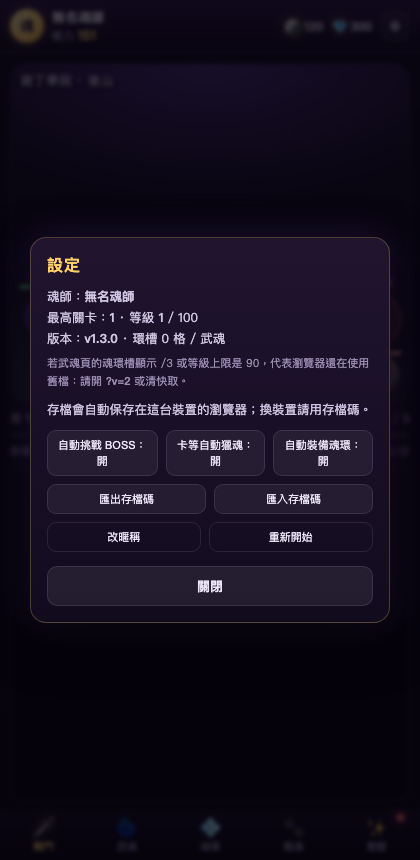 無名魂師
120
300
設定
魂師：無名魂師
最高關卡：1 · 等級 1 / 100
版本：v1.3.0 · 環槽 0 格 / 武魂
若武魂頁的魂環槽顯示 /3 或等級上限是 90，代表瀏覽器還在使用
舊檔：請開 ?v=2 或清快取。
存檔會自動保存在這台裝置的瀏覽器；換裝置請用存檔碼。
自動挑戰 BOSS：
開
卡等自動獵魂：
開
自動裝備魂環：
開
匯出存檔碼
匯入存檔碼
改暱稱
重新開始
關閉